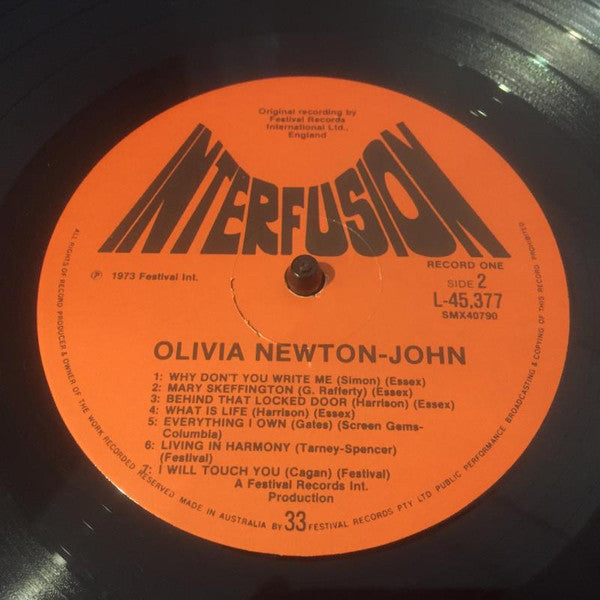 Original recording by
Festival Records
International Ltd.,
England
INTERFUSION
RECORD ONE
℗ 1973 Festival Int.
SIDE 2
L-45,377
SMX40790
OLIVIA NEWTON-JOHN
1: WHY DON'T YOU WRITE ME (Simon) (Essex)
2: MARY SKEFFINGTON (G. Rafferty) (Essex)
3: BEHIND THAT LOCKED DOOR (Harrison) (Essex)
4: WHAT IS LIFE (Harrison) (Essex)
5: EVERYTHING I OWN (Gates) (Screen Gems-
Columbia)
6: LIVING IN HARMONY (Tarney-Spencer)
(Festival)
7: I WILL TOUCH YOU (Cagan) (Festival)
A Festival Records Int.
Production
33
ALL RIGHTS OF RECORD PRODUCER & OWNER OF THE WORK RECORDED RESERVED MADE IN AUSTRALIA BY FESTIVAL RECORDS PTY LTD PUBLIC PERFORMANCE BROADCASTING & COPYING OF THIS RECORD PROHIBITED